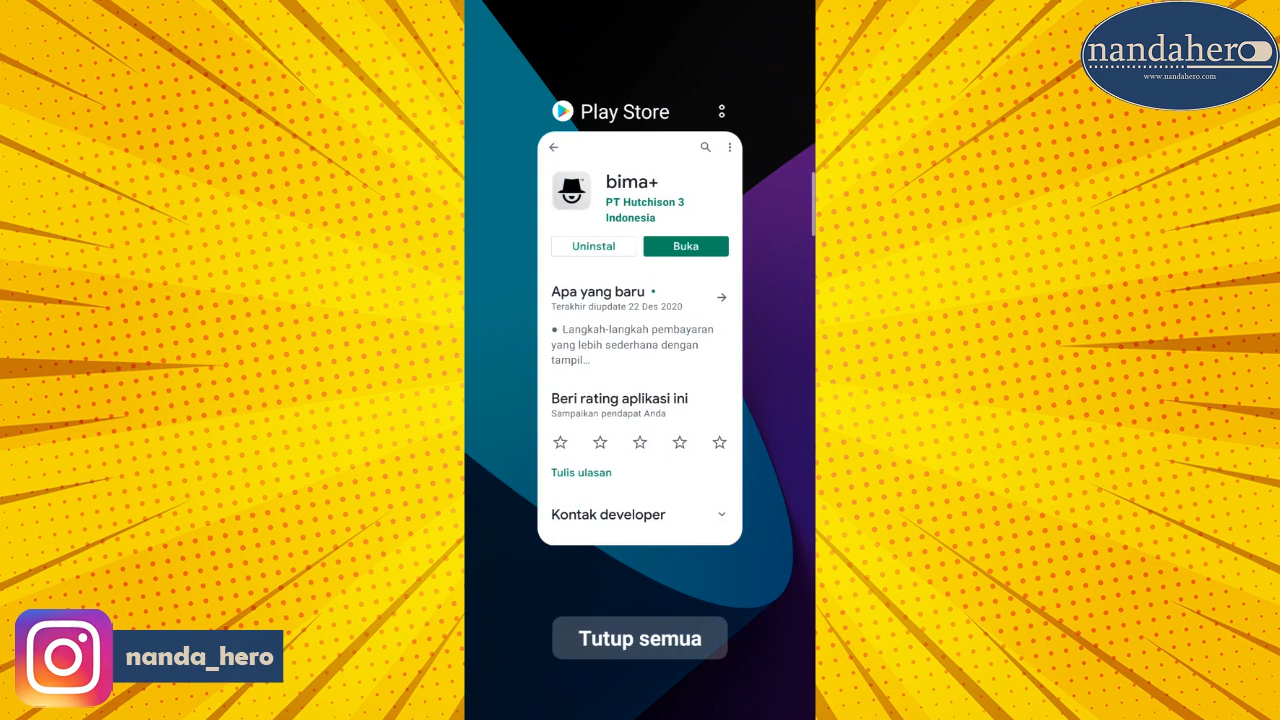 nandahero
www.nandahero.com
Play Store
bima+
PT Hutchison 3
Indonesia
Uninstal
Buka
Apa yang baru •
Terakhir diupdate 22 Des 2020
● Langkah-langkah pembayaran
yang lebih sederhana dengan
tampil...
Beri rating aplikasi ini
Sampaikan pendapat Anda
Tulis ulasan
Kontak developer
Tutup semua
nanda_hero